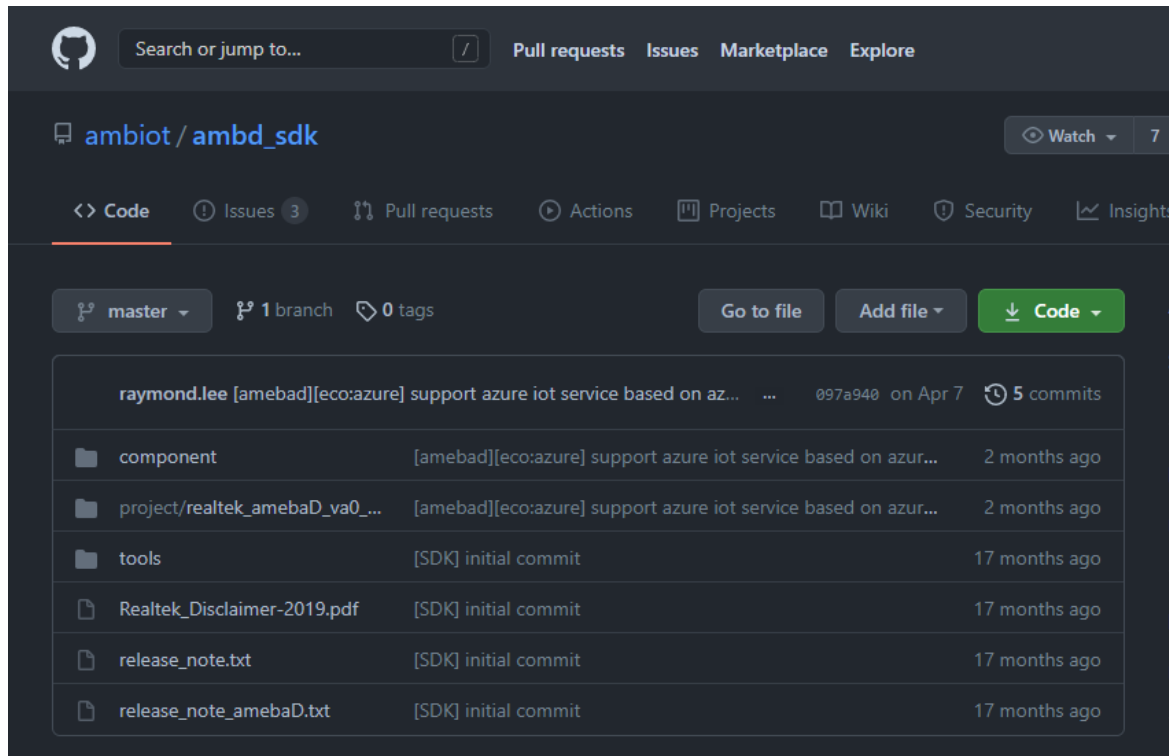 Search or jump to... /
Pull requests Issues Marketplace Explore
ambiot / ambd_sdk
Watch 7
<> Code Issues 3 Pull requests Actions Projects Wiki Security Insights
master 1 branch 0 tags Go to file Add file Code
raymond.lee [amebad][eco:azure] support azure iot service based on az... ... 097a940 on Apr 7 5 commits
component [amebad][eco:azure] support azure iot service based on azur... 2 months ago
project/realtek_amebaD_va0_... [amebad][eco:azure] support azure iot service based on azur... 2 months ago
tools [SDK] initial commit 17 months ago
Realtek_Disclaimer-2019.pdf [SDK] initial commit 17 months ago
release_note.txt [SDK] initial commit 17 months ago
release_note_amebaD.txt [SDK] initial commit 17 months ago